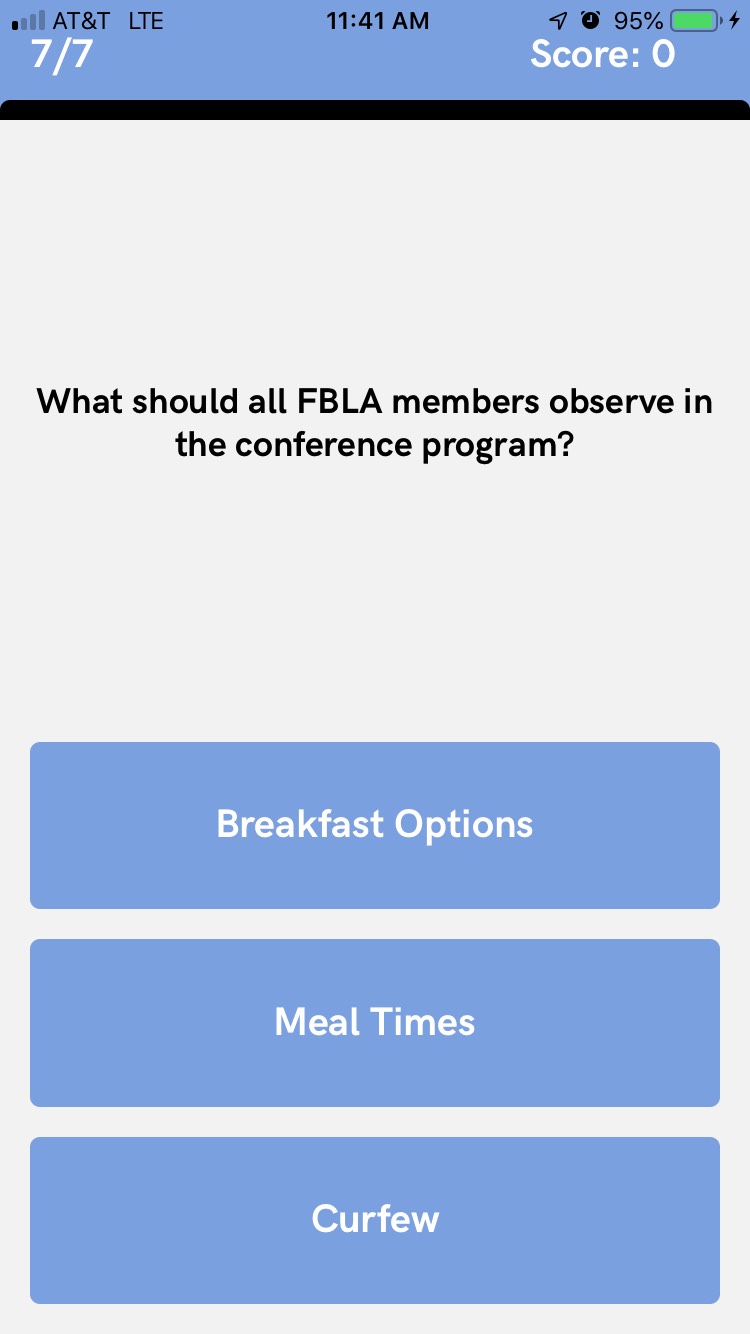 AT&T LTE 11:41 AM 95%
7/7 Score: 0
What should all FBLA members observe in
the conference program?
Breakfast Options
Meal Times
Curfew